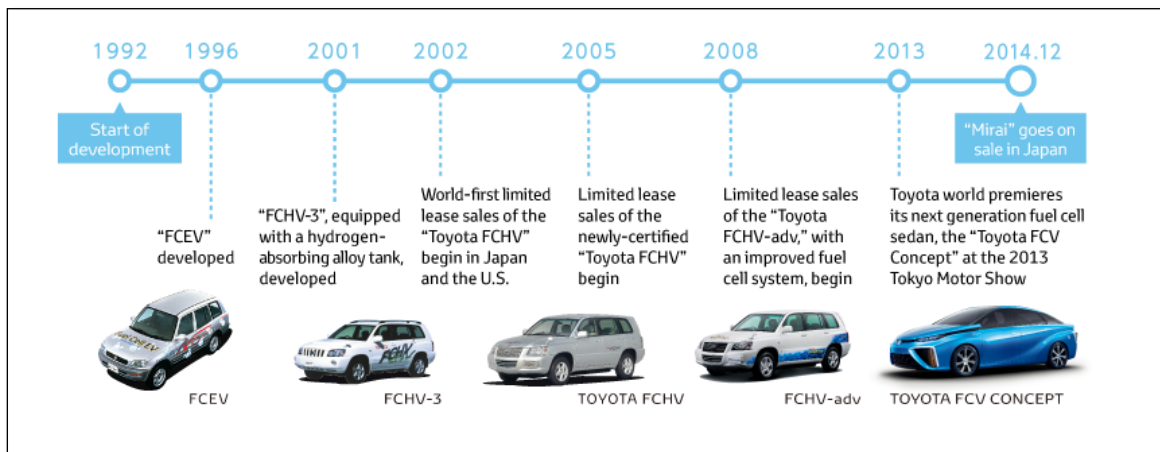 1992
1996
2001
2002
2005
2008
2013
2014.12
Start of
development
“Mirai” goes on
sale in Japan
“FCEV”
developed
“FCHV-3”, equipped
with a hydrogen-
absorbing alloy tank,
developed
World-first limited
lease sales of the
“Toyota FCHV”
begin in Japan
and the U.S.
Limited lease
sales of the
newly-certified
“Toyota FCHV”
begin
Limited lease sales
of the “Toyota
FCHV-adv,” with
an improved fuel
cell system, begin
Toyota world premieres
its next generation fuel cell
sedan, the “Toyota FCV
Concept” at the 2013
Tokyo Motor Show
FCEV
FCHV-3
TOYOTA FCHV
FCHV-adv
TOYOTA FCV CONCEPT